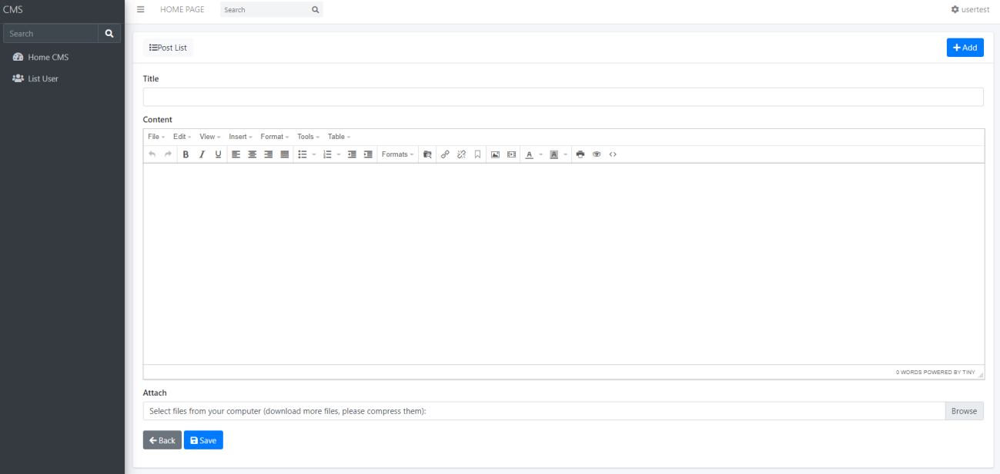 CMS
HOME PAGE
Search
usertest
Search
Home CMS
List User
Post List
Add
Title
Content
File Edit View Insert Format Tools Table
B I U Formats A A
0 WORDS POWERED BY TINY
Attach
Select files from your computer (download more files, please compress them):
Browse
Back
Save